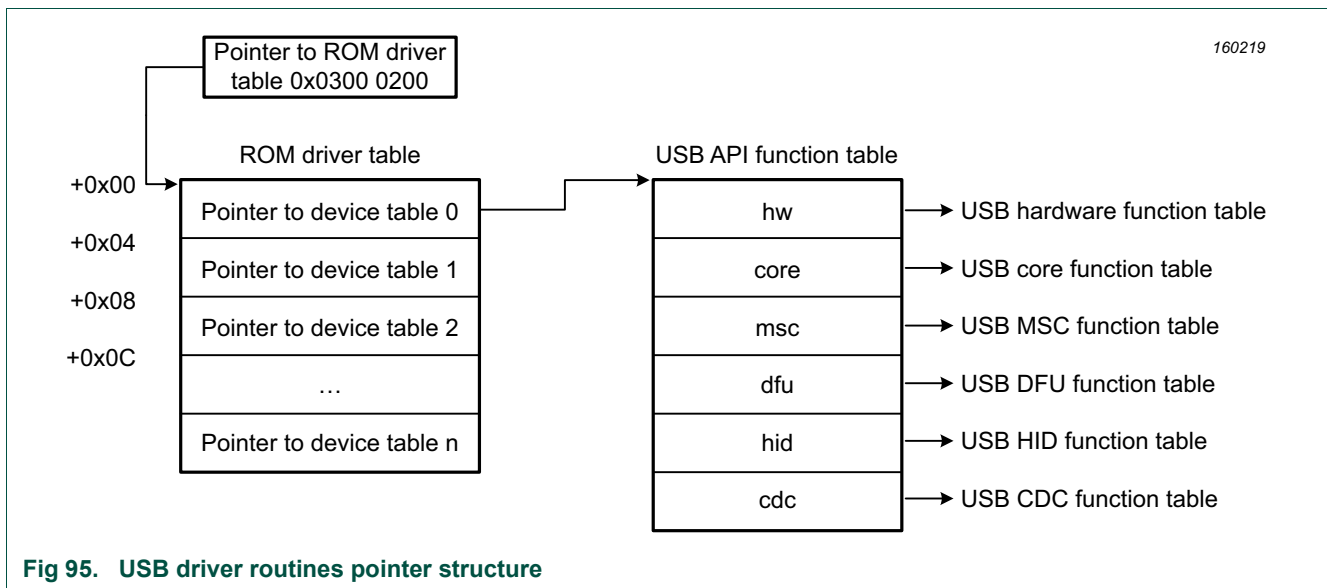 Pointer to ROM driver
table 0x0300 0200
160219
ROM driver table
USB API function table
+0x00
Pointer to device table 0
hw
USB hardware function table
+0x04
Pointer to device table 1
core
USB core function table
+0x08
Pointer to device table 2
msc
USB MSC function table
+0x0C
…
dfu
USB DFU function table
Pointer to device table n
hid
USB HID function table
cdc
USB CDC function table
Fig 95. USB driver routines pointer structure